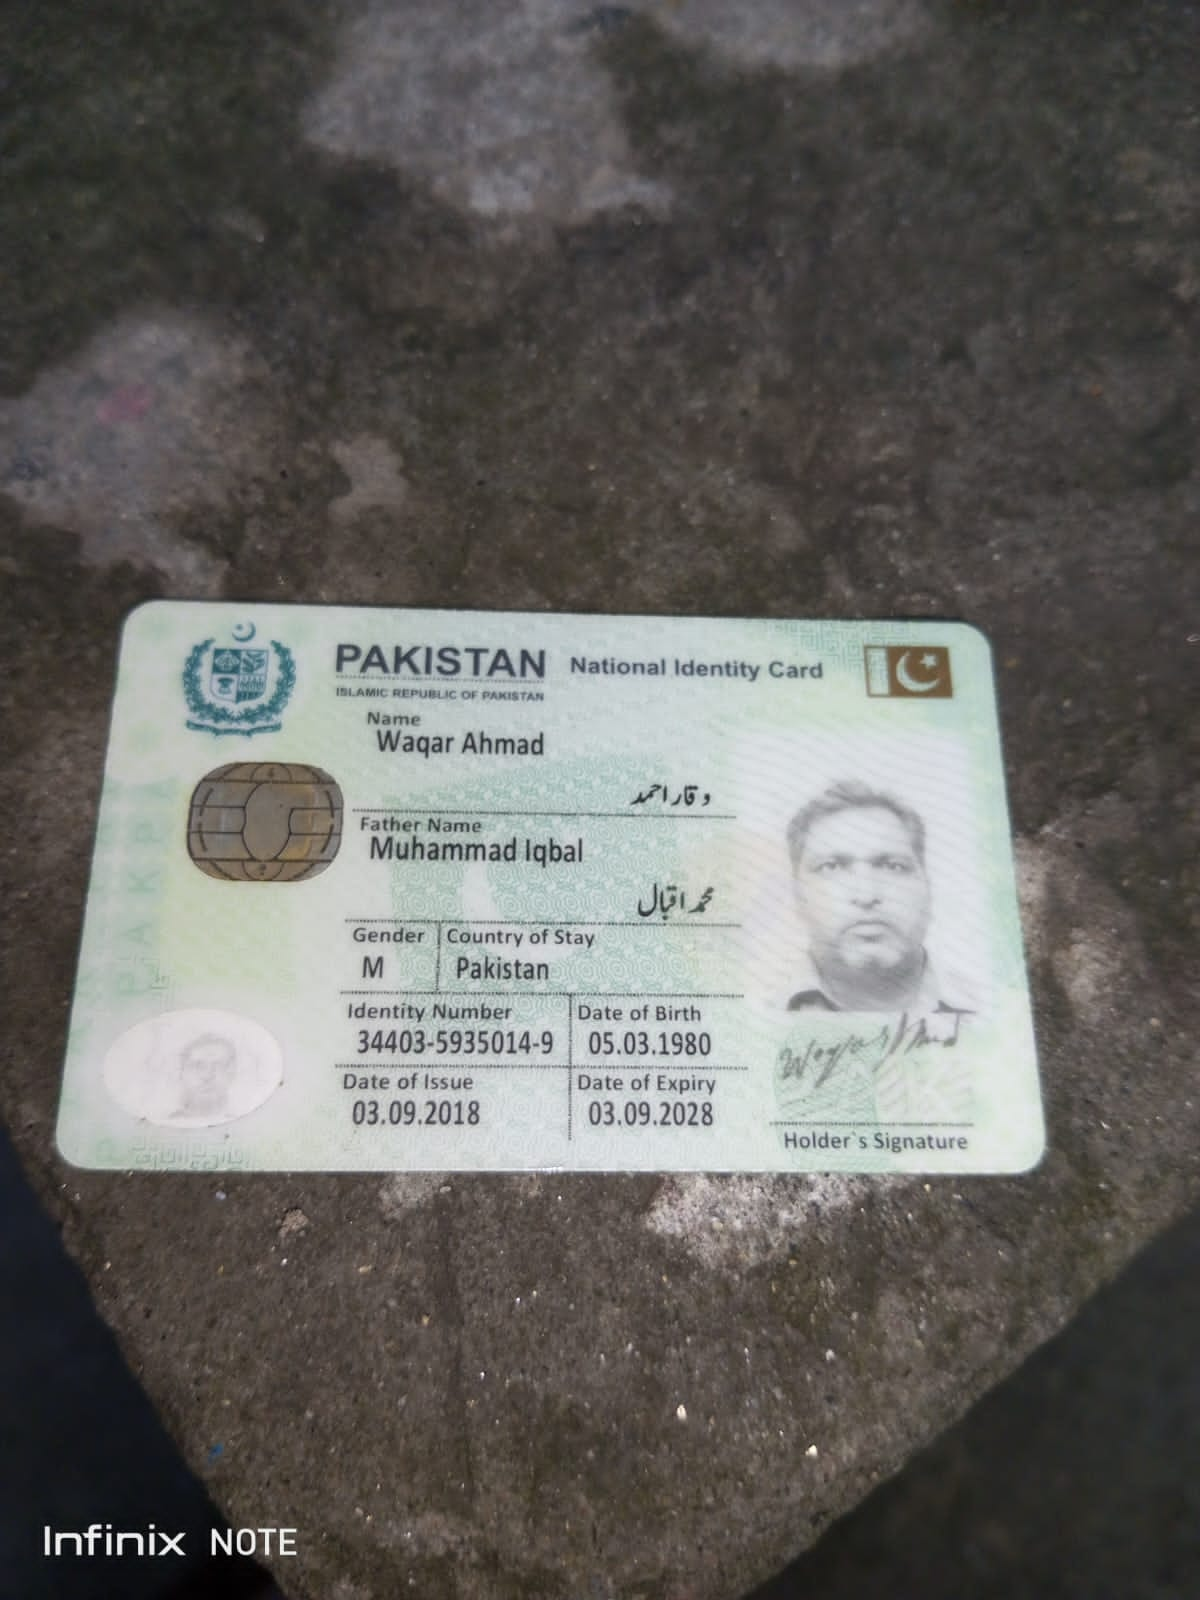 PAKISTAN National Identity Card
ISLAMIC REPUBLIC OF PAKISTAN
Name
Waqar Ahmad
وقار احمد
Father Name
Muhammad Iqbal
محمد اقبال
Gender Country of Stay
M Pakistan
Identity Number Date of Birth
34403-5935014-9 05.03.1980
Date of Issue Date of Expiry
03.09.2018 03.09.2028
Waqar Ahmad
Holder`s Signature
PAKPA
Infinix NOTE